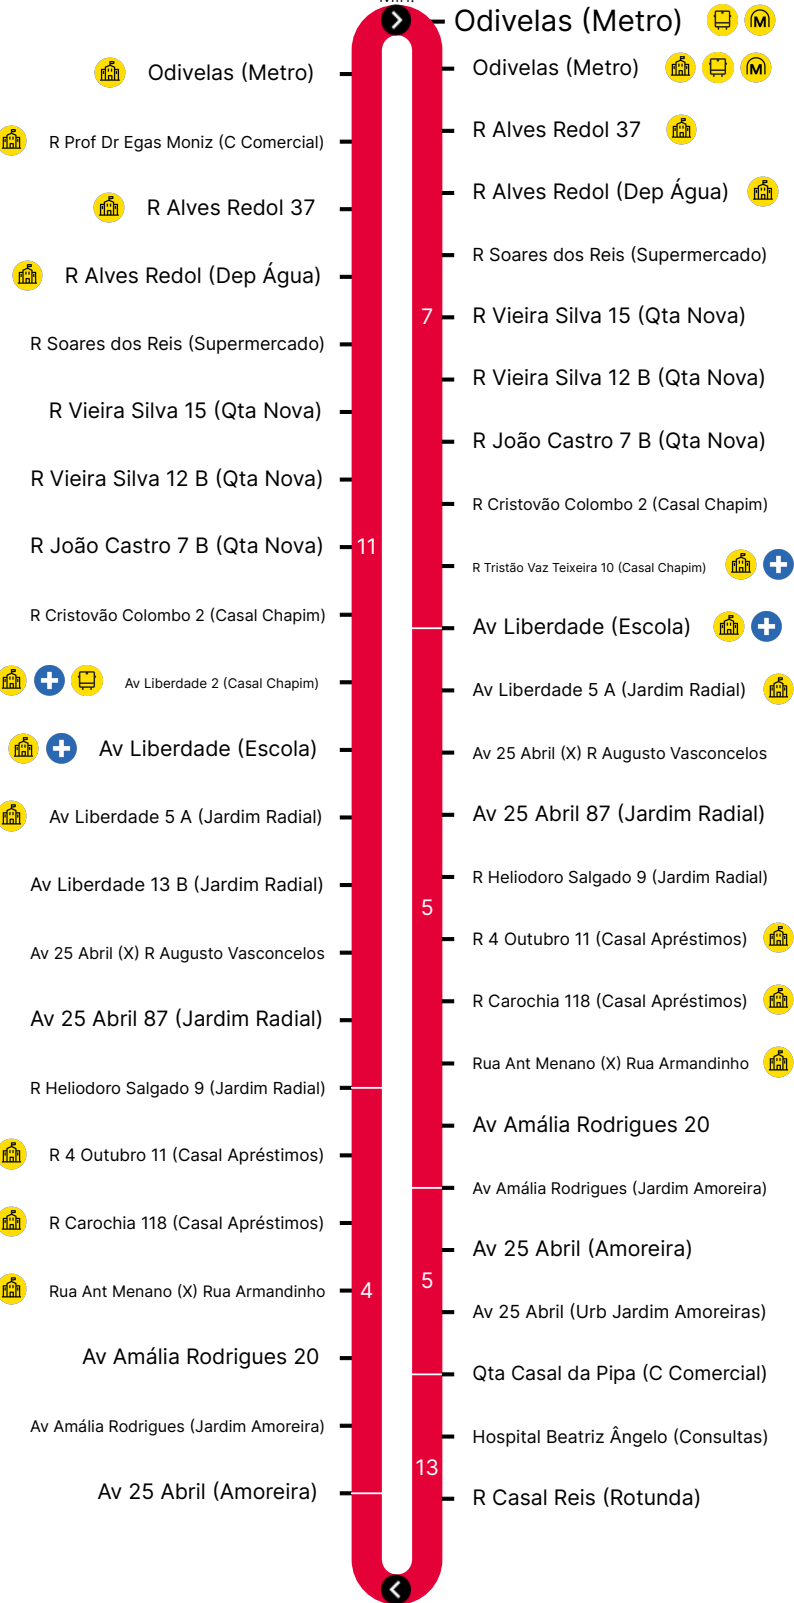 Min.
Odivelas (Metro)
Odivelas (Metro)
R Alves Redol 37
R Alves Redol (Dep Água)
R Soares dos Reis (Supermercado)
7
R Vieira Silva 15 (Qta Nova)
R Vieira Silva 12 B (Qta Nova)
R João Castro 7 B (Qta Nova)
R Cristovão Colombo 2 (Casal Chapim)
R Tristão Vaz Teixeira 10 (Casal Chapim)
Av Liberdade (Escola)
Av Liberdade 5 A (Jardim Radial)
Av 25 Abril (X) R Augusto Vasconcelos
Av 25 Abril 87 (Jardim Radial)
R Heliodoro Salgado 9 (Jardim Radial)
5
R 4 Outubro 11 (Casal Apréstimos)
R Carochia 118 (Casal Apréstimos)
Rua Ant Menano (X) Rua Armandinho
Av Amália Rodrigues 20
Av Amália Rodrigues (Jardim Amoreira)
Av 25 Abril (Amoreira)
5
Av 25 Abril (Urb Jardim Amoreiras)
Qta Casal da Pipa (C Comercial)
Hospital Beatriz Ângelo (Consultas)
13
R Casal Reis (Rotunda)
Odivelas (Metro)
R Prof Dr Egas Moniz (C Comercial)
R Alves Redol 37
R Alves Redol (Dep Água)
R Soares dos Reis (Supermercado)
R Vieira Silva 15 (Qta Nova)
R Vieira Silva 12 B (Qta Nova)
R João Castro 7 B (Qta Nova)
11
R Cristovão Colombo 2 (Casal Chapim)
Av Liberdade 2 (Casal Chapim)
Av Liberdade (Escola)
Av Liberdade 5 A (Jardim Radial)
Av Liberdade 13 B (Jardim Radial)
Av 25 Abril (X) R Augusto Vasconcelos
Av 25 Abril 87 (Jardim Radial)
R Heliodoro Salgado 9 (Jardim Radial)
R 4 Outubro 11 (Casal Apréstimos)
R Carochia 118 (Casal Apréstimos)
Rua Ant Menano (X) Rua Armandinho
4
Av Amália Rodrigues 20
Av Amália Rodrigues (Jardim Amoreira)
Av 25 Abril (Amoreira)